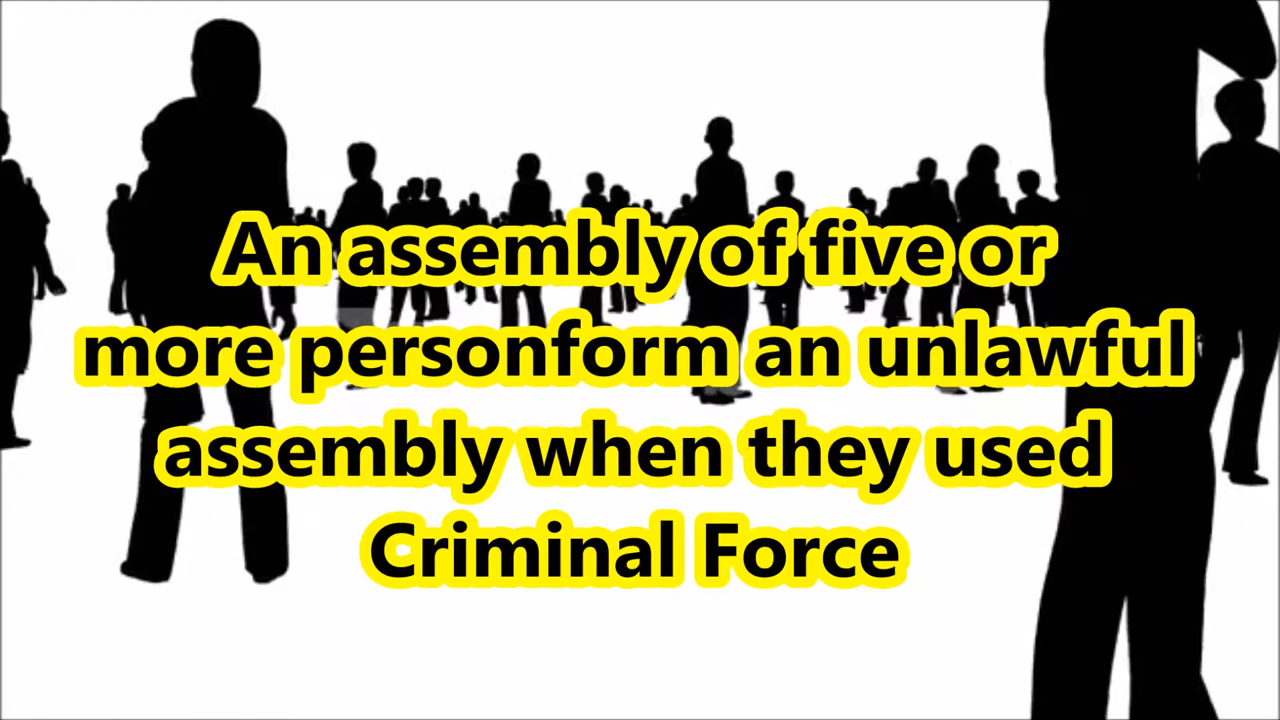 An assembly of five or
more personform an unlawful
assembly when they used
Criminal Force